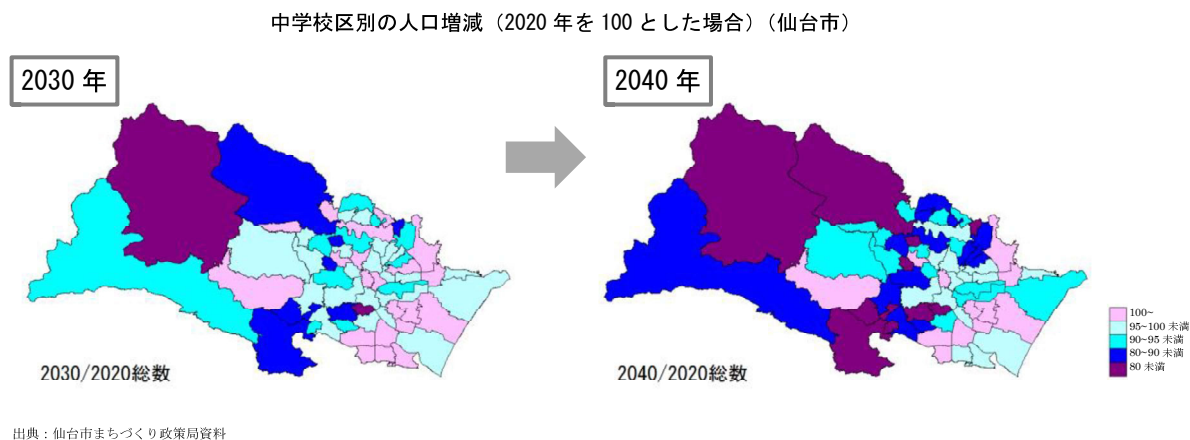 中学校区別の人口増減（2020 年を 100 とした場合）（仙台市）
2030 年
2040 年
100~
95~100 未満
90~95 未満
80~90 未満
80 未満
2030/2020総数
2040/2020総数
出典：仙台市まちづくり政策局資料